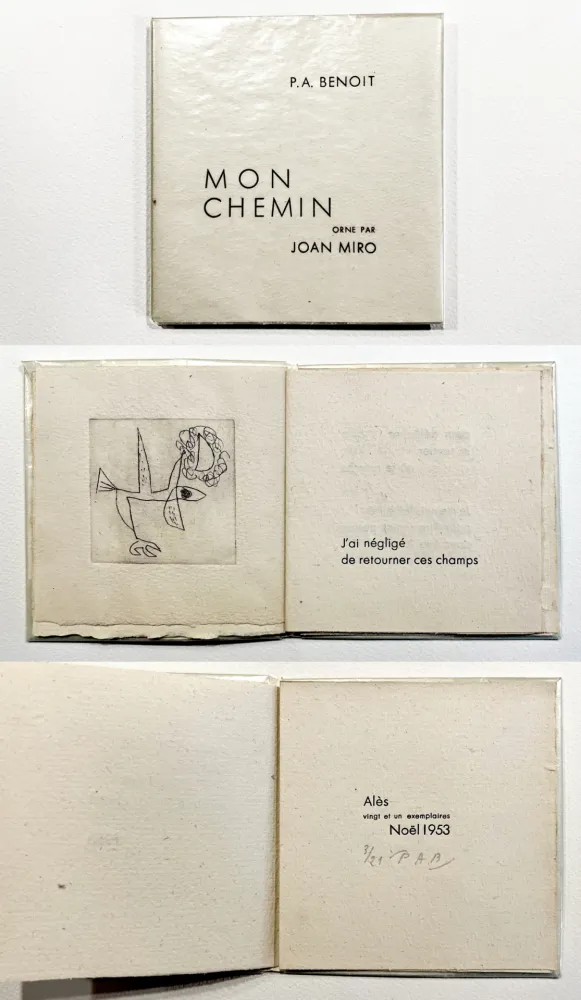 P.A. BENOIT
MON
CHEMIN
ORNE PAR
JOAN MIRO
J'ai négligé
de retourner ces champs
Alès
vingt et un exemplaires
Noël 1953
3/21 PAB